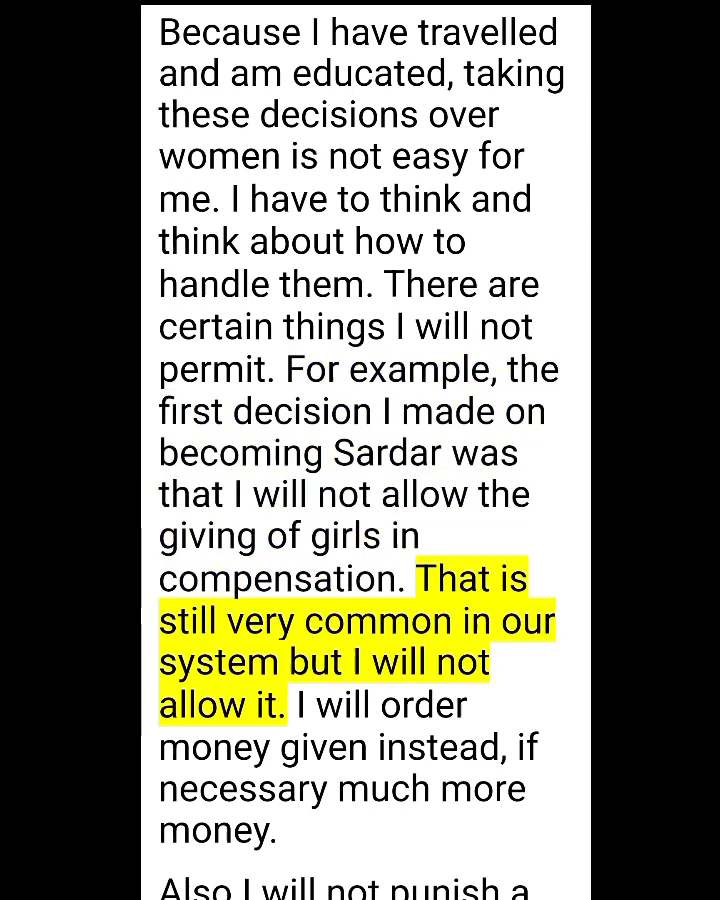 Because I have travelled
and am educated, taking
these decisions over
women is not easy for
me. I have to think and
think about how to
handle them. There are
certain things I will not
permit. For example, the
first decision I made on
becoming Sardar was
that I will not allow the
giving of girls in
compensation. That is
still very common in our
system but I will not
allow it. I will order
money given instead, if
necessary much more
money.
Also I will not punish a